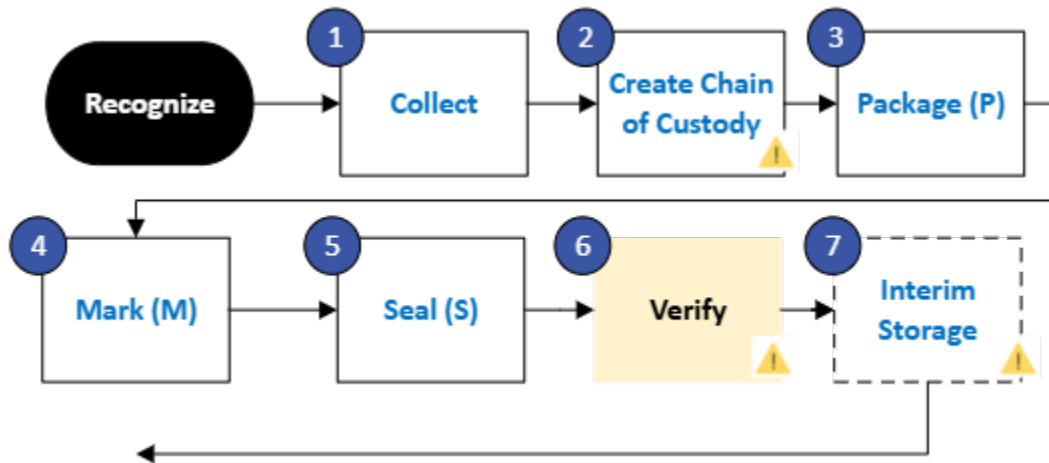 1
2
3
Recognize
Collect
Create Chain
of Custody
Package (P)
!
4
5
6
7
Mark (M)
Seal (S)
Verify
Interim
Storage
!
!